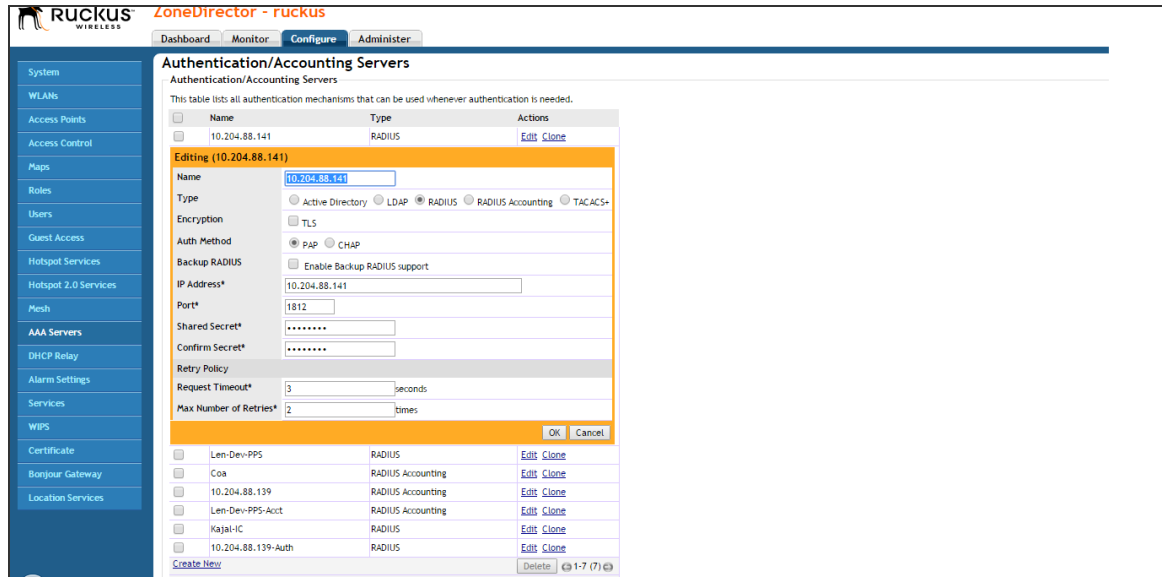 RUCKUS™
WIRELESS
ZoneDirector - ruckus
Dashboard Monitor Configure Administer
System
WLANs
Access Points
Access Control
Maps
Roles
Users
Guest Access
Hotspot Services
Hotspot 2.0 Services
Mesh
AAA Servers
DHCP Relay
Alarm Settings
Services
WIPS
Certificate
Bonjour Gateway
Location Services
Authentication/Accounting Servers
Authentication/Accounting Servers
This table lists all authentication mechanisms that can be used whenever authentication is needed.
Name Type Actions
10.204.88.141 RADIUS Edit Clone
Editing (10.204.88.141)
Name 10.204.88.141
Type Active Directory LDAP RADIUS RADIUS Accounting TACACS+
Encryption TLS
Auth Method PAP CHAP
Backup RADIUS Enable Backup RADIUS support
IP Address* 10.204.88.141
Port* 1812
Shared Secret* ••••••••
Confirm Secret* ••••••••
Retry Policy
Request Timeout* 3 seconds
Max Number of Retries* 2 times
OK Cancel
Len-Dev-PPS RADIUS Edit Clone
Coa RADIUS Accounting Edit Clone
10.204.88.139 RADIUS Accounting Edit Clone
Len-Dev-PPS-Acct RADIUS Accounting Edit Clone
Kajal-IC RADIUS Edit Clone
10.204.88.139-Auth RADIUS Edit Clone
Create New Delete 1-7 (7)